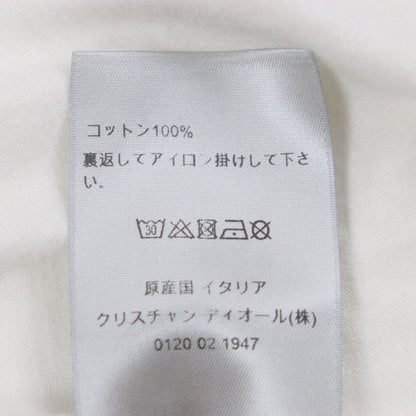 コットン100%
裏返してアイロン掛けして下さ
い。
30
原産国 イタリア
クリスチャン ディオール(株)
0120 02 1947